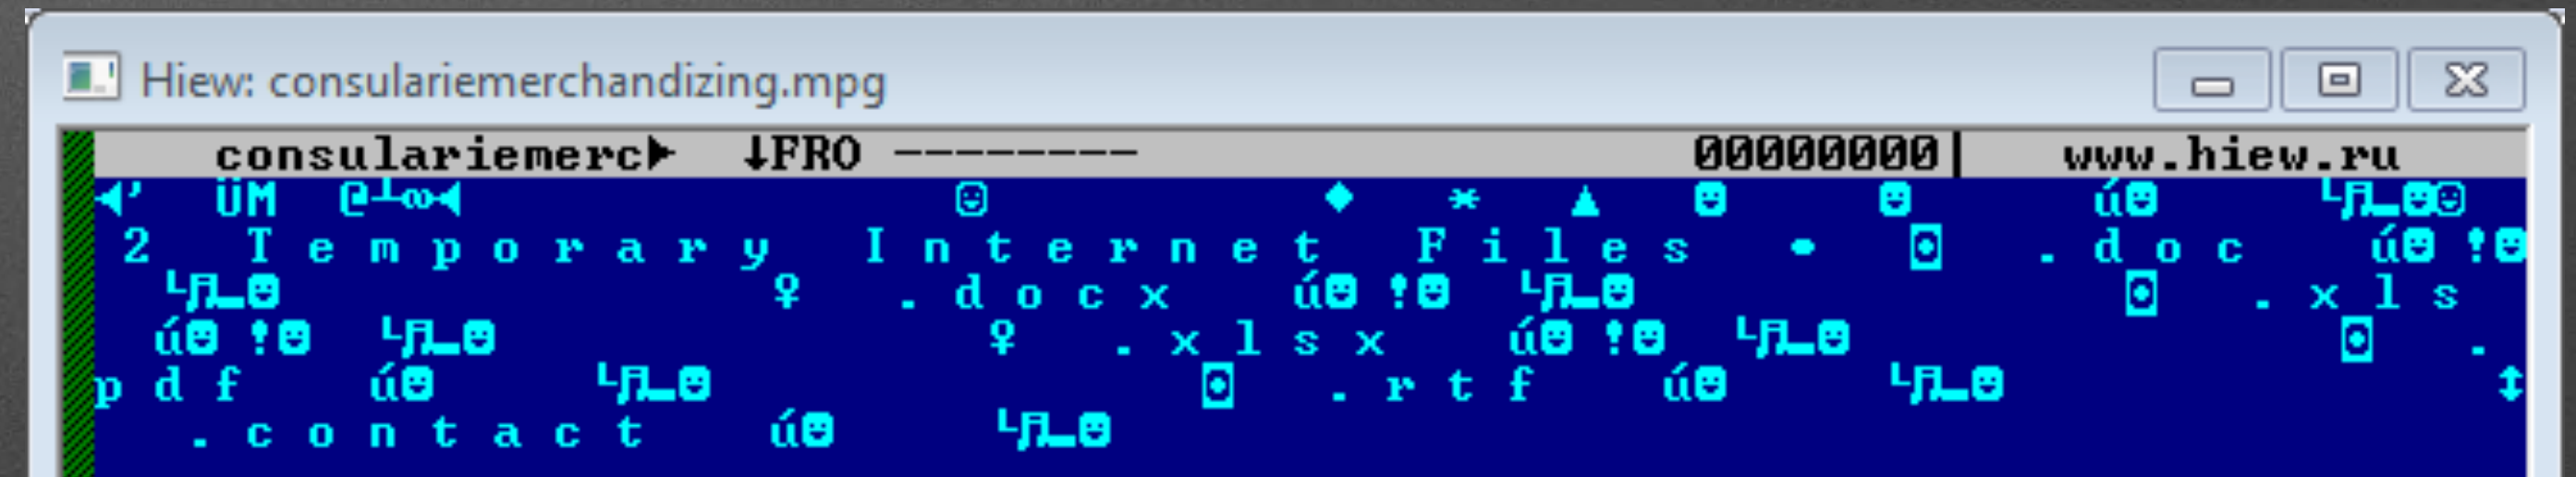 Hiew: consulariemerchandizing.mpg
consulariemerc► ↓FRO -------- 00000000| www.hiew.ru
◄’ ÜM @┴∞◄ ☺ ♦ * ▲ ☻ ☻ ú☻ └♬▂☻☺
2 T e m p o r a r y I n t e r n e t F i l e s • ◘ . d o c ú☻ !☻
└♬▂☻ ♀ . d o c x ú☻ !☻ └♬▂☻ ◘ . x l s
ú☻ !☻ └♬▂☻ ♀ . x l s x ú☻ !☻ └♬▂☻ ◘ .
p d f ú☻ └♬▂☻ ◘ . r t f ú☻ └♬▂☻ ↕
. c o n t a c t ú☻ └♬▂☻